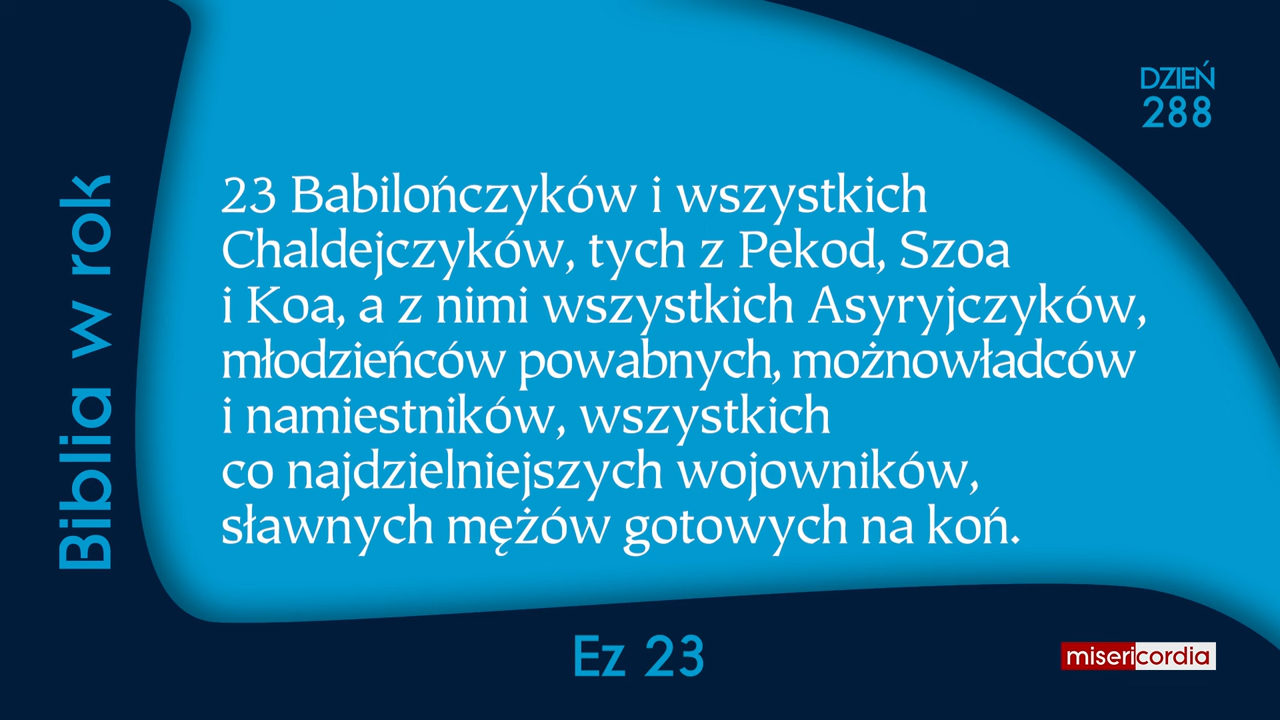 DZIEŃ
288
Biblia w rok
23 Babilończyków i wszystkich
Chaldejczyków, tych z Pekod, Szoa
i Koa, a z nimi wszystkich Asyryjczyków,
młodzieńców powabnych, możnowładców
i namiestników, wszystkich
co najdzielniejszych wojowników,
sławnych mężów gotowych na koń.
Ez 23
misericordia